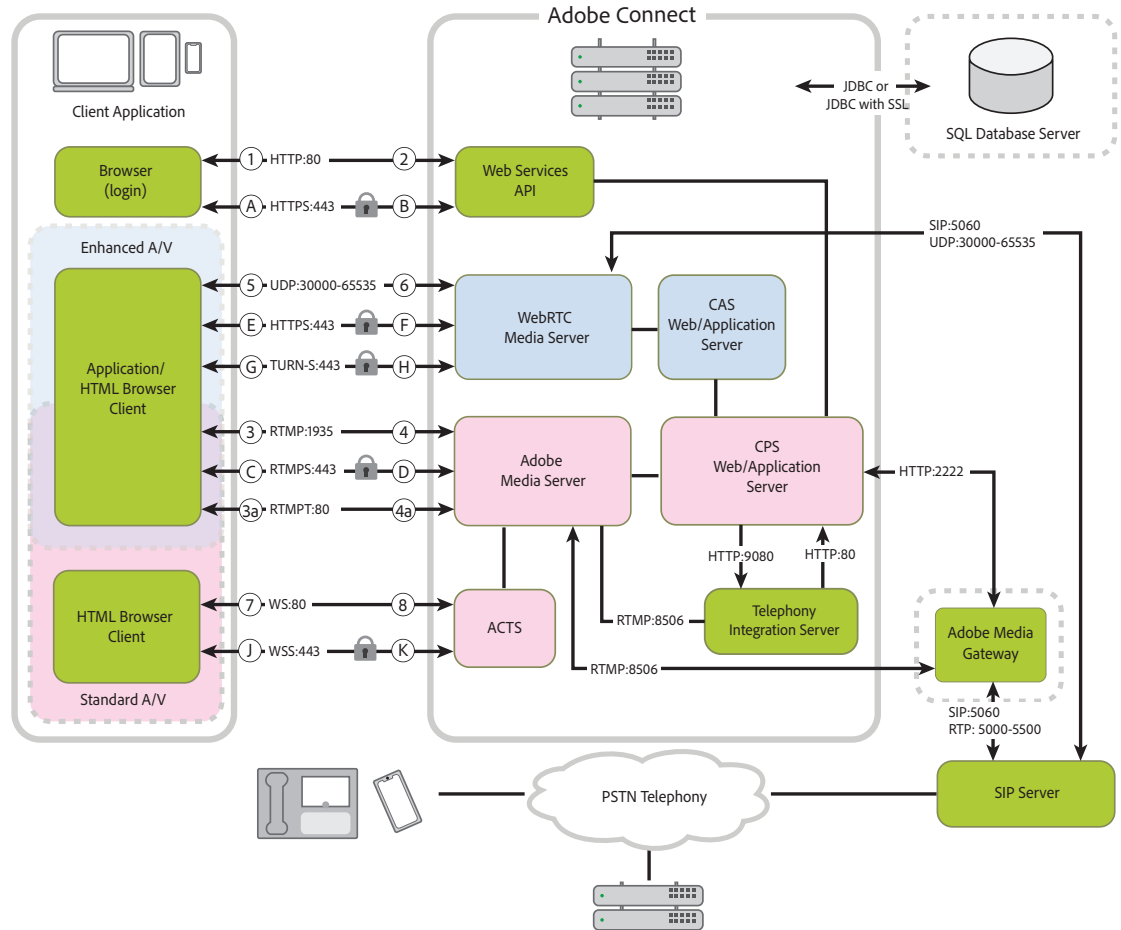 Adobe Connect
Client Application
JDBC or
JDBC with SSL
SQL Database Server
Browser
(login)
1 HTTP:80 2
A HTTPS:443 B
Web Services
API
SIP:5060
UDP:30000-65535
Enhanced A/V
Application/
HTML Browser
Client
5 UDP:30000-65535 6
E HTTPS:443 F
G TURN-S:443 H
WebRTC
Media Server
CAS
Web/Application
Server
3 RTMP:1935 4
C RTMPS:443 D
3a RTMPT:80 4a
Adobe
Media Server
CPS
Web/Application
Server
HTTP:2222
HTTP:9080
HTTP:80
HTML Browser
Client
7 WS:80 8
J WSS:443 K
ACTS
RTMP:8506
Telephony
Integration Server
RTMP:8506
Adobe Media
Gateway
Standard A/V
SIP:5060
RTP: 5000-5500
PSTN Telephony
SIP Server